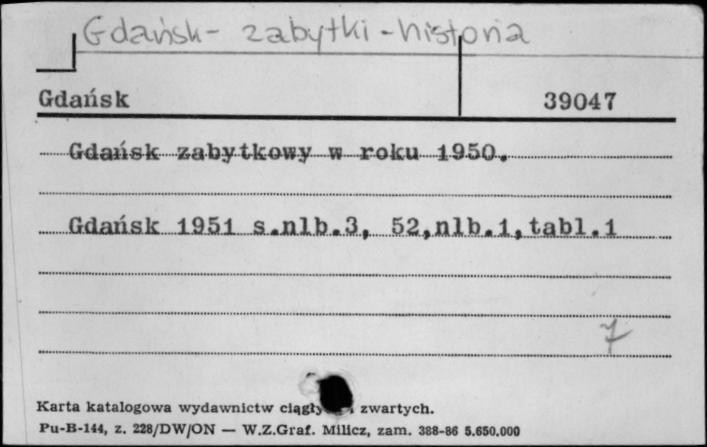 Gdańsk - zabytki - historia
Gdańsk 39047
Gdańsk zabytkowy w roku 1950.
Gdańsk 1951 s.nlb.3, 52,nlb.1,tabl.1
7
Karta katalogowa wydawnictw zwartych.
Pu-B-144, z. 228/DW/ON — W.Z.Graf. Milicz, zam. 388-86 5.650.000